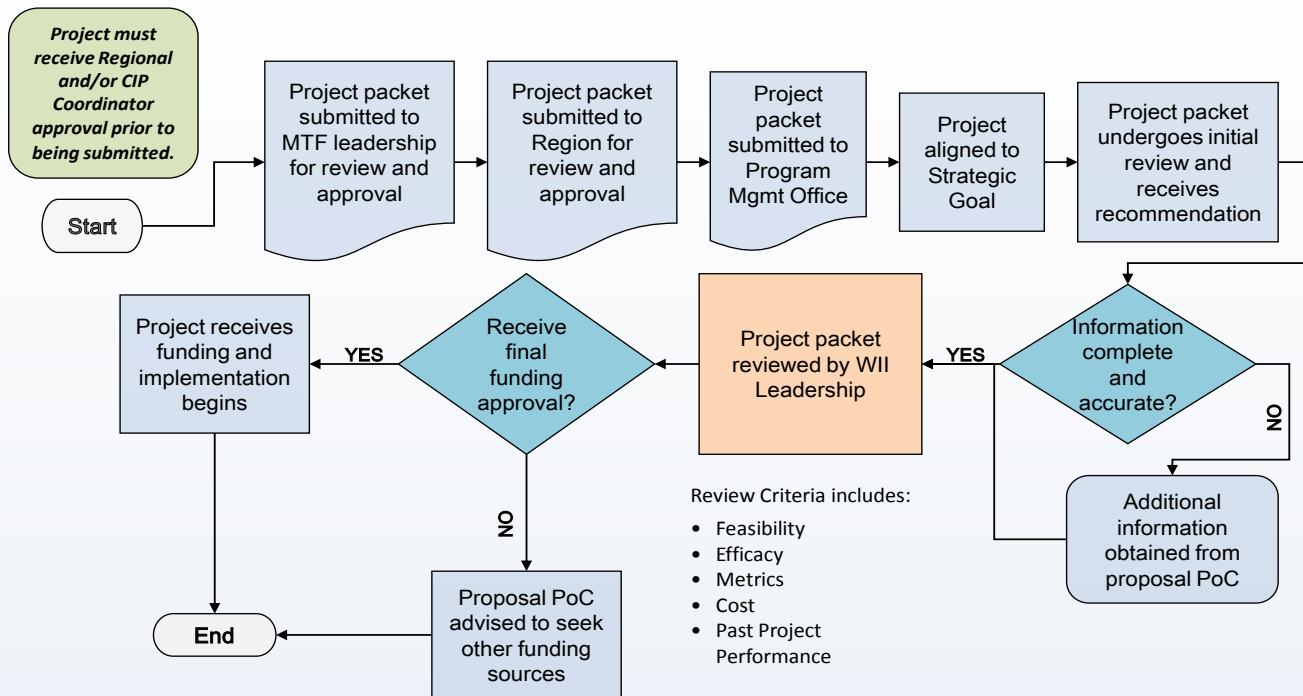 Project must
receive Regional
and/or CIP
Coordinator
approval prior to
being submitted.
Start
Project packet
submitted to
MTF leadership
for review and
approval
Project packet
submitted to
Region for
review and
approval
Project
packet
submitted to
Program
Mgmt Office
Project
aligned to
Strategic
Goal
Project packet
undergoes initial
review and
receives
recommendation
Information
complete
and
accurate?
YES
NO
Additional
information
obtained from
proposal PoC
Project packet
reviewed by WII
Leadership
Review Criteria includes:
• Feasibility
• Efficacy
• Metrics
• Cost
• Past Project
Performance
Receive
final
funding
approval?
YES
NO
Project receives
funding and
implementation
begins
Proposal PoC
advised to seek
other funding
sources
End